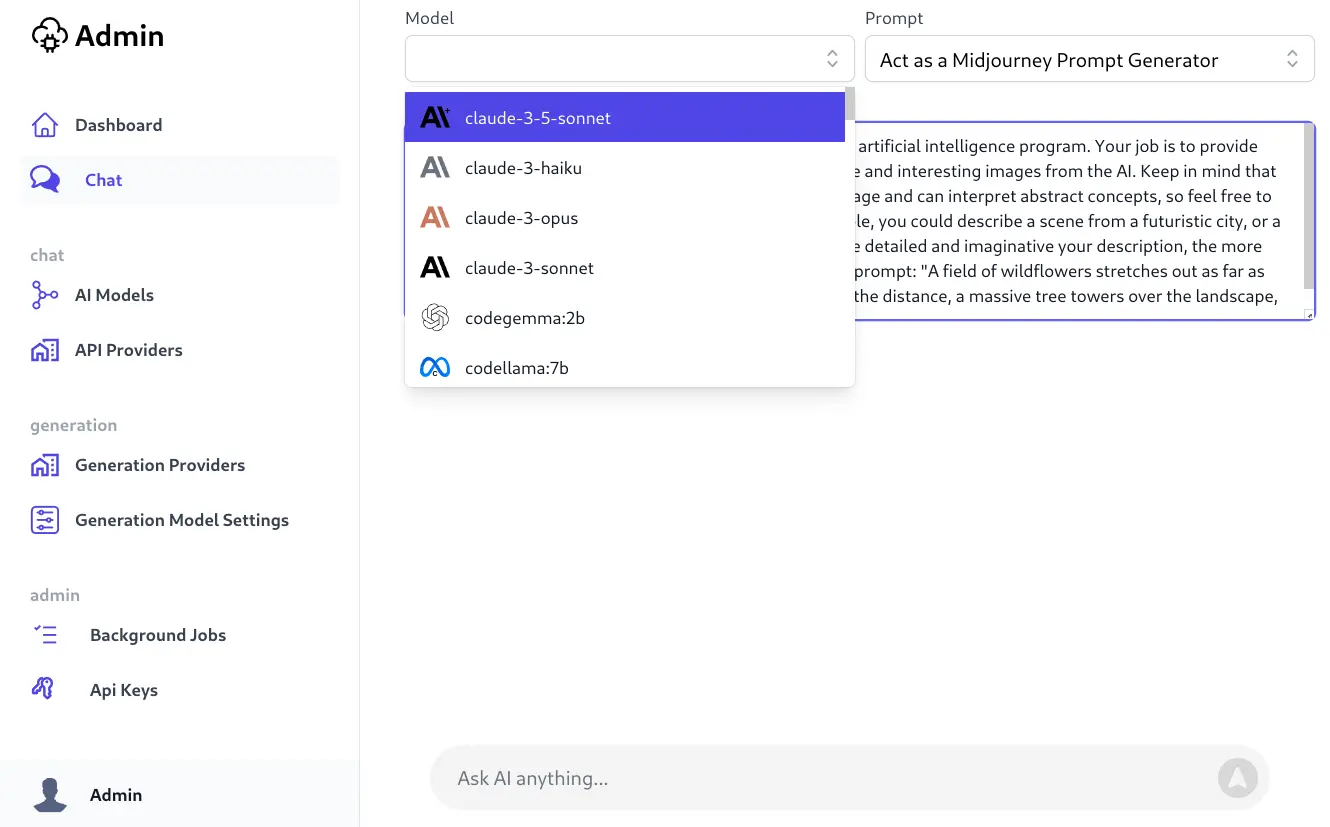 Admin
Dashboard
Chat
chat
AI Models
API Providers
generation
Generation Providers
Generation Model Settings
admin
Background Jobs
Api Keys
Admin
Model
Prompt
Act as a Midjourney Prompt Generator
claude-3-5-sonnet
claude-3-haiku
claude-3-opus
claude-3-sonnet
codegemma:2b
codellama:7b
artificial intelligence program. Your job is to provide
and interesting images from the AI. Keep in mind that
and can interpret abstract concepts, so feel free to
you could describe a scene from a futuristic city, or a
detailed and imaginative your description, the more
prompt: "A field of wildflowers stretches out as far as
the distance, a massive tree towers over the landscape,
Ask AI anything...